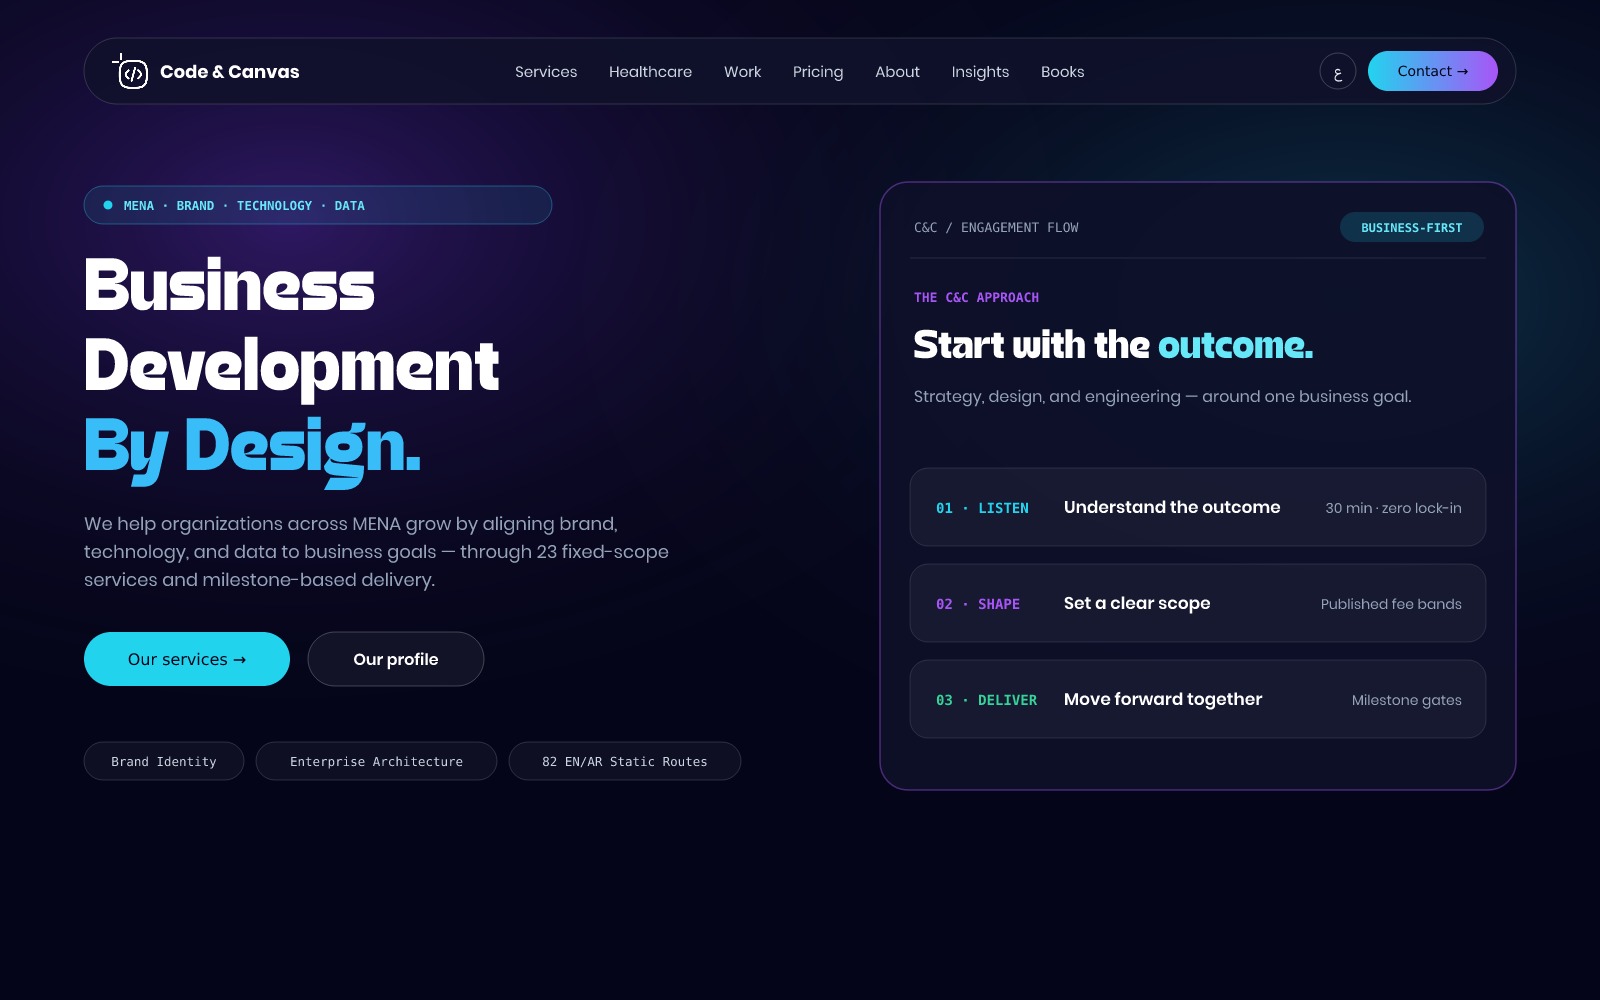 Code & Canvas
Services
Healthcare
Work
Pricing
About
Insights
Books
ع
Contact →
MENA · BRAND · TECHNOLOGY · DATA
Business
Development
By Design.
We help organizations across MENA grow by aligning brand,
technology, and data to business goals — through 23 fixed-scope
services and milestone-based delivery.
Our services →
Our profile
Brand Identity
Enterprise Architecture
82 EN/AR Static Routes
C&C / ENGAGEMENT FLOW
BUSINESS-FIRST
THE C&C APPROACH
Start with the outcome.
Strategy, design, and engineering — around one business goal.
01 · LISTEN
Understand the outcome
30 min · zero lock-in
02 · SHAPE
Set a clear scope
Published fee bands
03 · DELIVER
Move forward together
Milestone gates